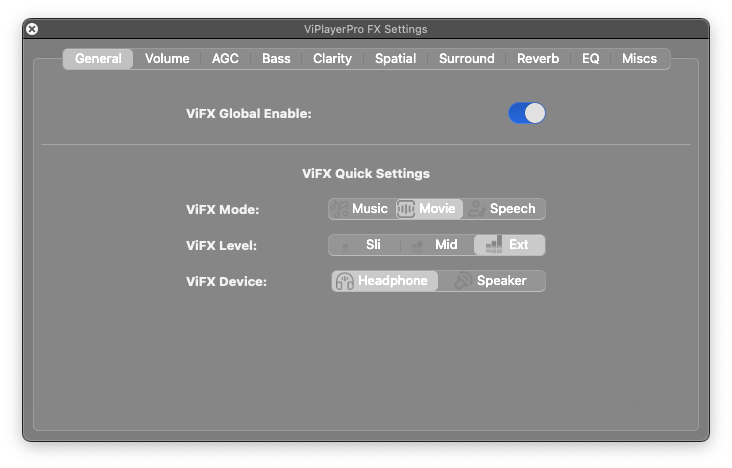 ViPlayerPro FX Settings
General Volume AGC Bass Clarity Spatial Surround Reverb EQ Miscs
ViFX Global Enable:
ViFX Quick Settings
ViFX Mode: Music Movie Speech
ViFX Level: Sli Mid Ext
ViFX Device: Headphone Speaker